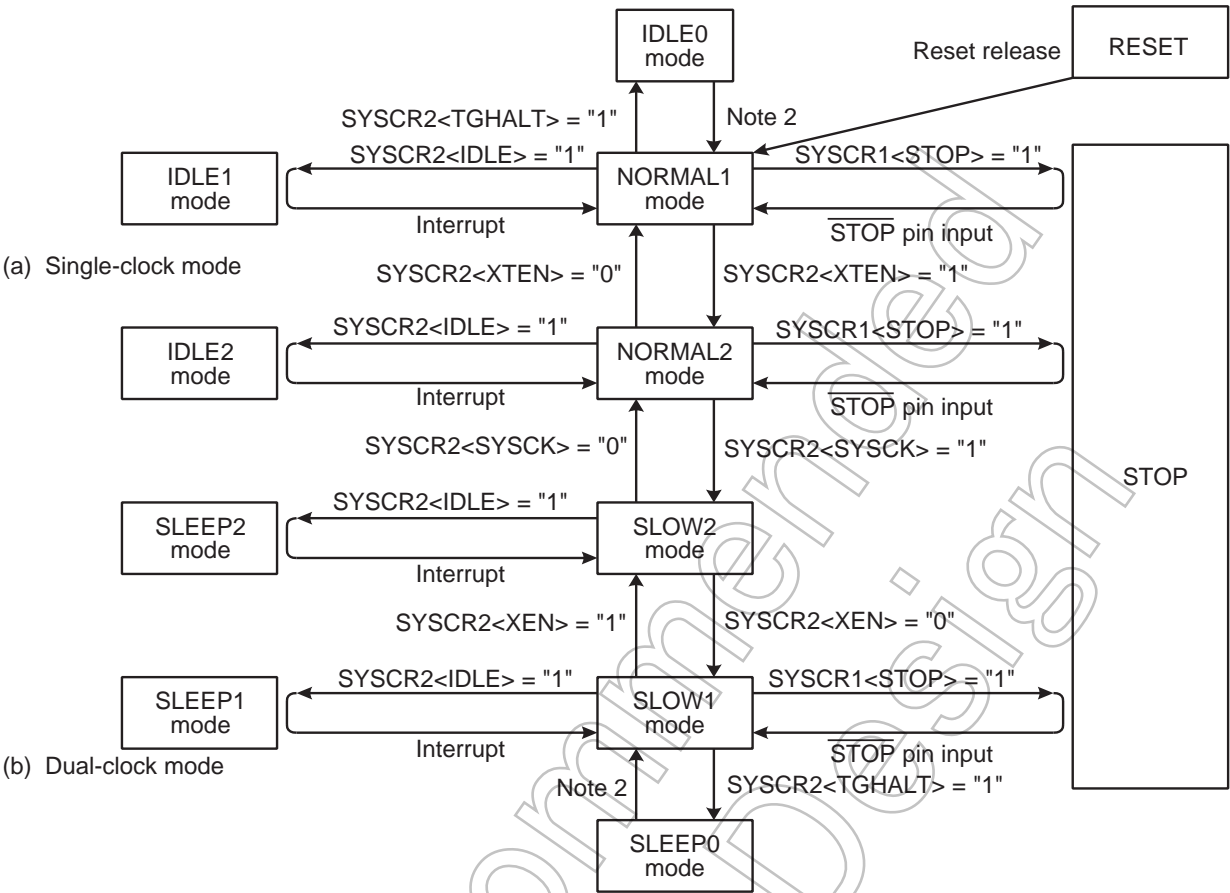 IDLE0
mode
RESET
Reset release
SYSCR2<TGHALT> = "1"
Note 2
SYSCR2<IDLE> = "1"
SYSCR1<STOP> = "1"
IDLE1
mode
NORMAL1
mode
Interrupt
STOP pin input
(a) Single-clock mode
SYSCR2<XTEN> = "0"
SYSCR2<XTEN> = "1"
SYSCR2<IDLE> = "1"
SYSCR1<STOP> = "1"
IDLE2
mode
NORMAL2
mode
Interrupt
STOP pin input
SYSCR2<SYSCK> = "0"
SYSCR2<SYSCK> = "1"
STOP
SYSCR2<IDLE> = "1"
SLEEP2
mode
SLOW2
mode
Interrupt
SYSCR2<XEN> = "1"
SYSCR2<XEN> = "0"
SYSCR2<IDLE> = "1"
SYSCR1<STOP> = "1"
SLEEP1
mode
SLOW1
mode
Interrupt
STOP pin input
(b) Dual-clock mode
Note 2
SYSCR2<TGHALT> = "1"
SLEEP0
mode
ommended
Design